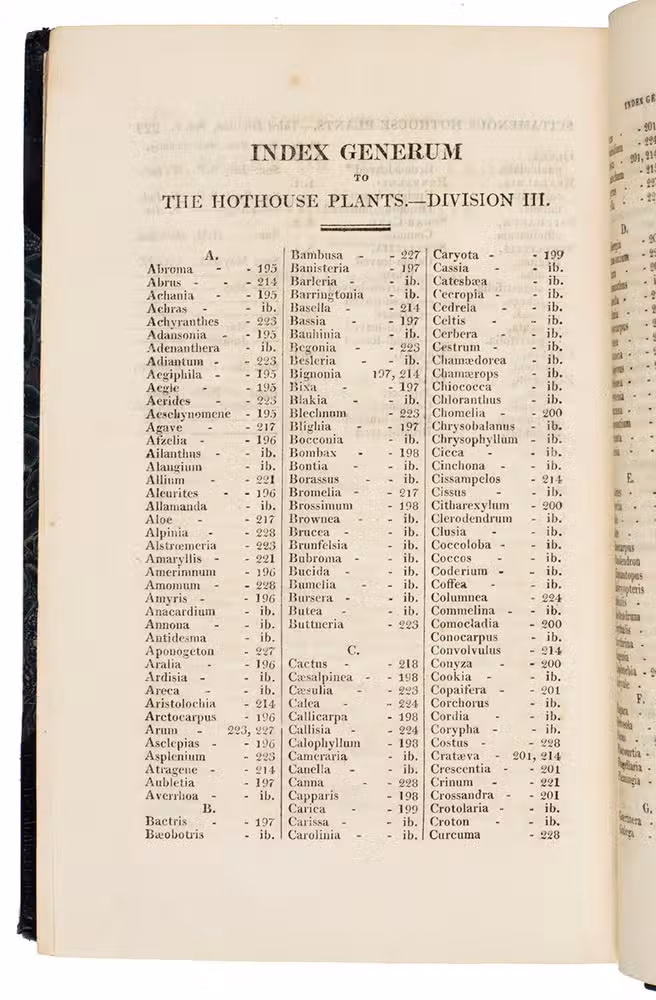 INDEX GENERUM
TO
THE HOTHOUSE PLANTS.—DIVISION III.
A.
Abroma - - 195
Abrus - - - 214
Achania - 195
Achras - - ib.
Achyranthes - 223
Adansonia - 195
Adenanthera - ib.
Adiantum - - 223
Aegiphila - - 195
Aegle - - 195
Aerides - - 223
Aeschynomene - 195
Agave - - 217
Afzelia - - 196
Ailanthus - - ib.
Alangium - ib.
Allium - - 221
Aleurites - - 196
Allamanda - ib.
Aloe - - 217
Alpinia - - 228
Alstrœmeria - 223
Amaryllis - - 221
Amerimnum - 196
Amomum - - 228
Amyris - - 196
Anacardium - ib.
Annona - - ib.
Antidesma - ib.
Aponogeton - 227
Aralia - - 196
Ardisia - - ib.
Areca - - ib.
Aristolochia - 214
Arctocarpus - 196
Arum - 223, 227
Asclepias - - 196
Asplenium - 223
Atragene - - 214
Aubletia - 197
Averrhoa - - ib.
B.
Bactris - - 197
Bæobotris - ib.
Bambusa - - 227
Banisteria - 197
Barleria - - ib.
Barringtonia - ib.
Basella - - 214
Bassia - - 197
Bauhinia - ib.
Begonia - - 223
Besleria - - ib.
Bignonia 197, 214
Bixa - - 197
Blakia - - ib.
Blechnum - 223
Blighia - - 197
Bocconia - ib.
Bombax - - 198
Bontia - - ib.
Borassus - - ib.
Bromelia - - 217
Brossimum - 198
Brownea - - ib.
Brucea - - ib.
Brunfelsia - ib.
Bubroma - - ib.
Bucida - - ib.
Bumelia - ib.
Bursera - - ib.
Butea - - ib.
Buttneria - 223
C.
Cactus - - 218
Cæsalpinea - - 198
Cæsulia - - 223
Calea - - 224
Callicarpa - 198
Callisia - - 224
Calophyllum - 198
Cameraria - ib.
Canella - - ib.
Canna - - 228
Capparis - - 198
Carica - - 199
Carissa - - ib.
Carolinia - - ib.
Caryota - - 199
Cassia - - ib.
Catesbæa - ib.
Cecropia - - ib.
Cedrela - - ib.
Celtis - - ib.
Cerbera - - ib.
Cestrum - - ib.
Chamædorea - ib.
Chamærops - ib.
Chiococca - ib.
Chloranthus - ib.
Chomelia - - 200
Chrysobalanus - ib.
Chrysophyllum - ib.
Cicca - - ib.
Cinchona - - ib.
Cissampelos - 214
Cissus - - ib.
Citharexylum - 200
Clerodendrum - ib.
Clusia - - ib.
Coccoloba - - ib.
Coccos - - ib.
Coderium - - ib.
Coffea - - ib.
Columnea - 224
Commelina - - ib.
Comocladia - 200
Conocarpus - ib.
Convolvulus - 214
Conyza - - 200
Cookia - - ib.
Copaifera - - 201
Corchorus - ib.
Cordia - - ib.
Corypha - - ib.
Costus - - 228
Cratæva - 201, 214
Crescentia - - 201
Crinum - - 221
Crossandra - - 201
Crotolaria - - ib.
Croton - - ib.
Curcuma - 228
D.
E.
F.
G.